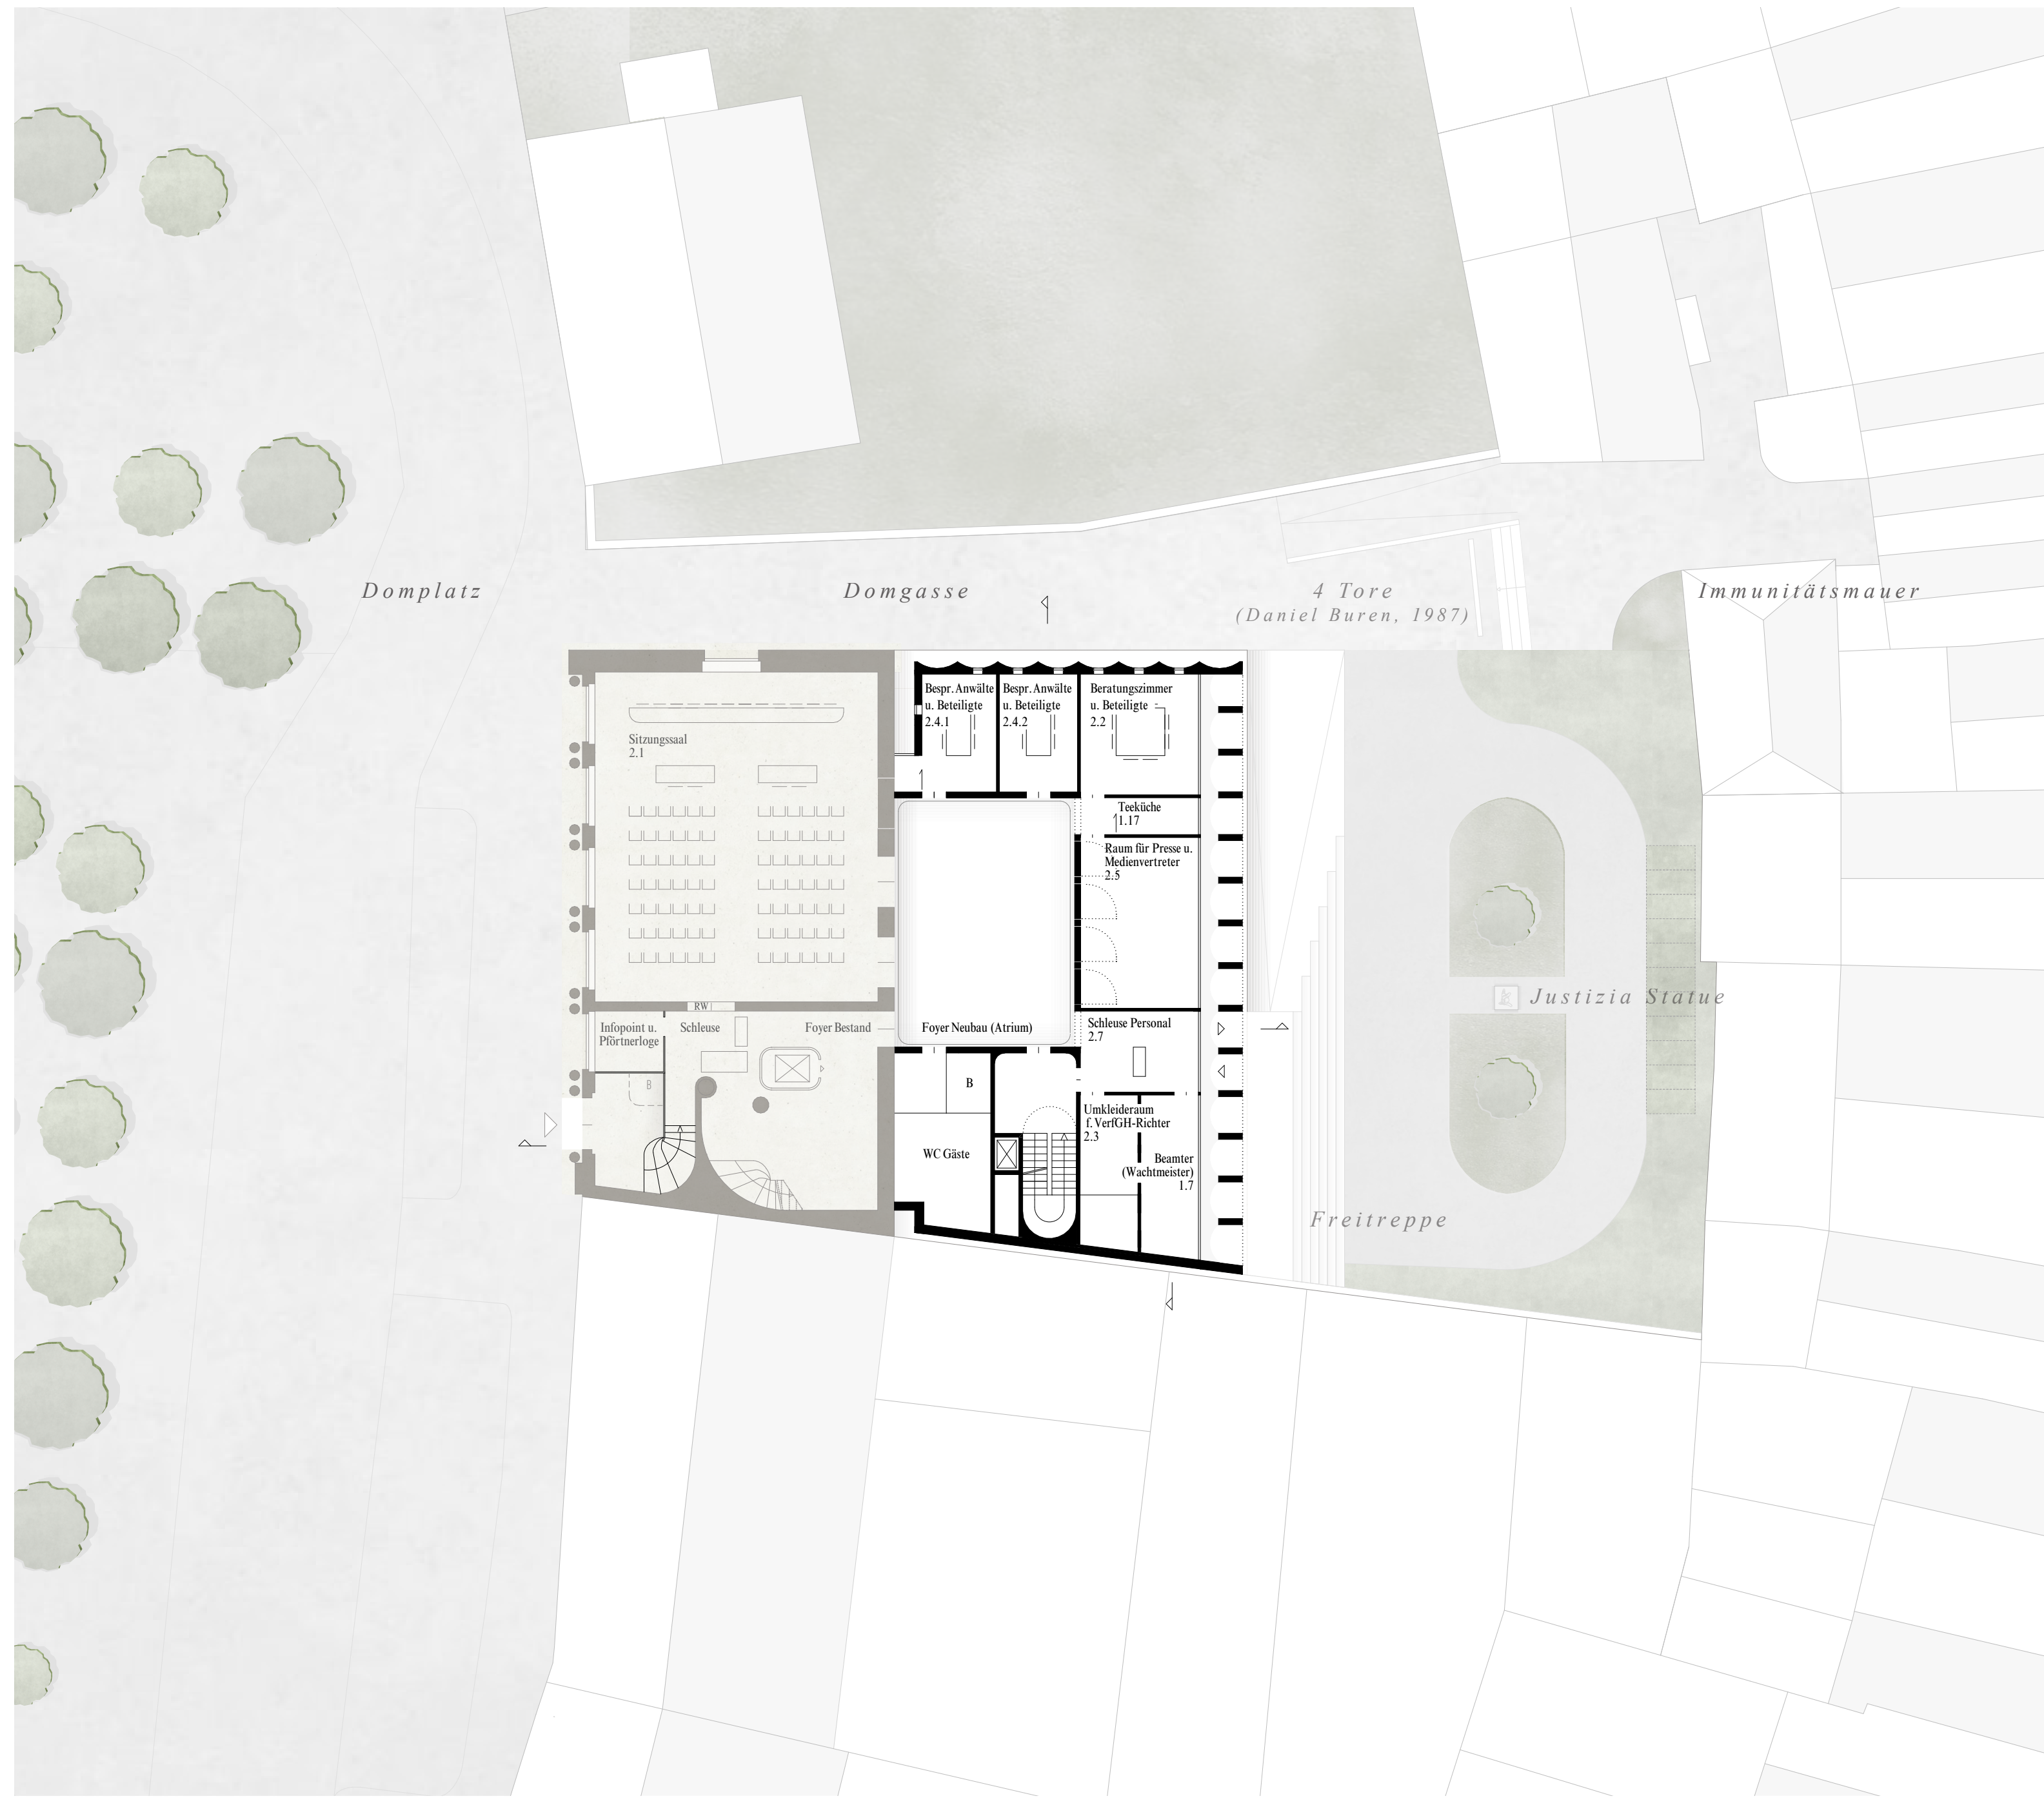 Domplatz
Domgasse
4 Tore
(Daniel Buren, 1987)
Immunitätsmauer
Sitzungssaal
2.1
Bespr. Anwälte
u. Beteiligte
2.4.1
Bespr. Anwälte
u. Beteiligte
2.4.2
Beratungszimmer
u. Beteiligte
2.2
Teeküche
1.17
Raum für Presse u.
Medienvertreter
2.5
RW
Infopoint u.
Pförtnerloge
Schleuse
Foyer Bestand
Foyer Neubau (Atrium)
Schleuse Personal
2.7
Justizia Statue
B
B
WC Gäste
Umkleideraum
f. VerfGH-Richter
2.3
Beamter
(Wachtmeister)
1.7
Freitreppe